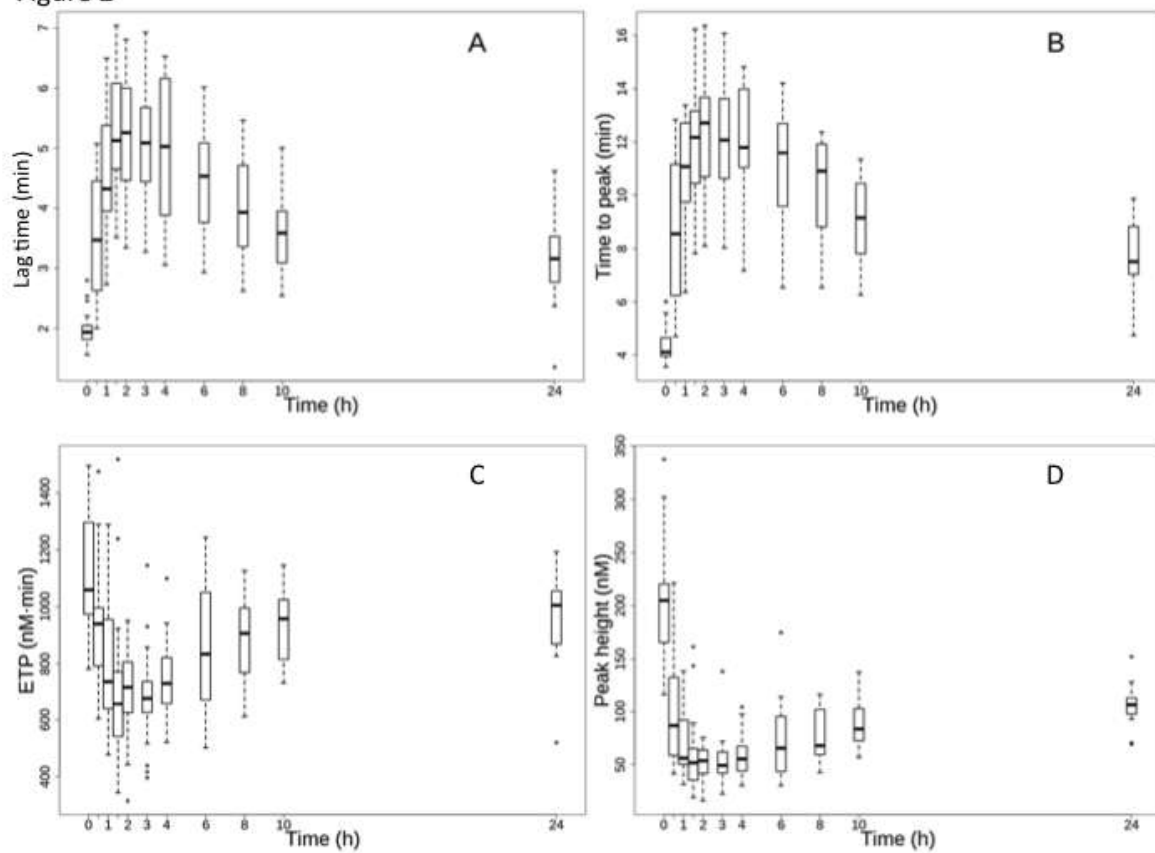 A
B
7
6
5
4
3
2
Lag time (min)
0 1 2 3 4 6 8 10 24
Time (h)
16
14
12
10
8
6
4
Time to peak (min)
0 1 2 3 4 6 8 10 24
Time (h)
C
D
1400
1200
1000
800
600
400
ETP (nM·min)
0 1 2 3 4 6 8 10 24
Time (h)
350
300
250
200
150
100
50
Peak height (nM)
0 1 2 3 4 6 8 10 24
Time (h)